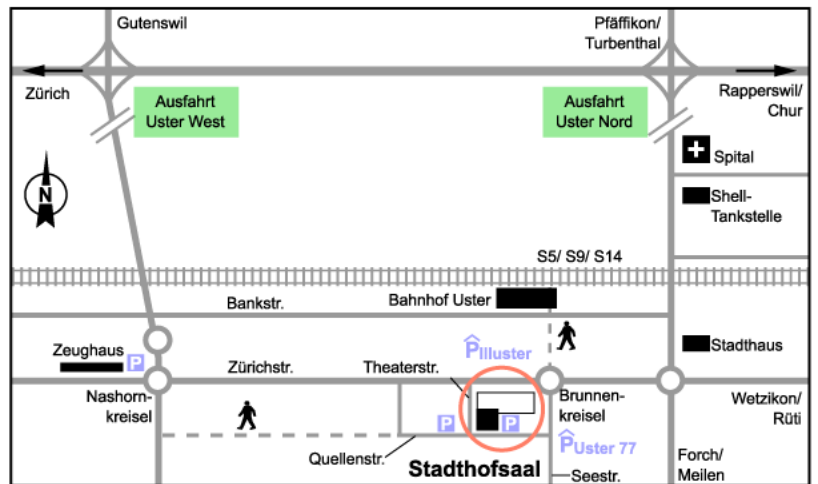 Gutenswil
Pfäffikon/
Turbenthal
Zürich
Ausfahrt
Uster West
Ausfahrt
Uster Nord
Rapperswil/
Chur
N
Spital
Shell-
Tankstelle
S5/ S9/ S14
Bankstr.
Bahnhof Uster
Zeughaus
P
Zürichstr.
Theaterstr.
P Illuster
Stadthaus
Nashorn-
kreisel
P
P
Brunnen-
kreisel
Wetzikon/
Rüti
Quellenstr.
Stadthofsaal
P Uster 77
Seestr.
Forch/
Meilen